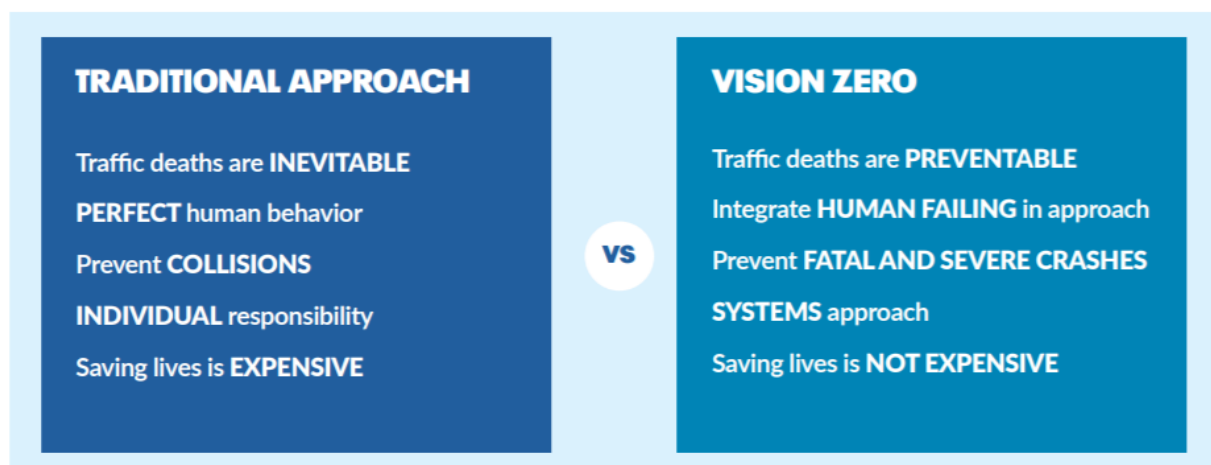 TRADITIONAL APPROACH
Traffic deaths are INEVITABLE
PERFECT human behavior
Prevent COLLISIONS
INDIVIDUAL responsibility
Saving lives is EXPENSIVE
VS
VISION ZERO
Traffic deaths are PREVENTABLE
Integrate HUMAN FAILING in approach
Prevent FATAL AND SEVERE CRASHES
SYSTEMS approach
Saving lives is NOT EXPENSIVE